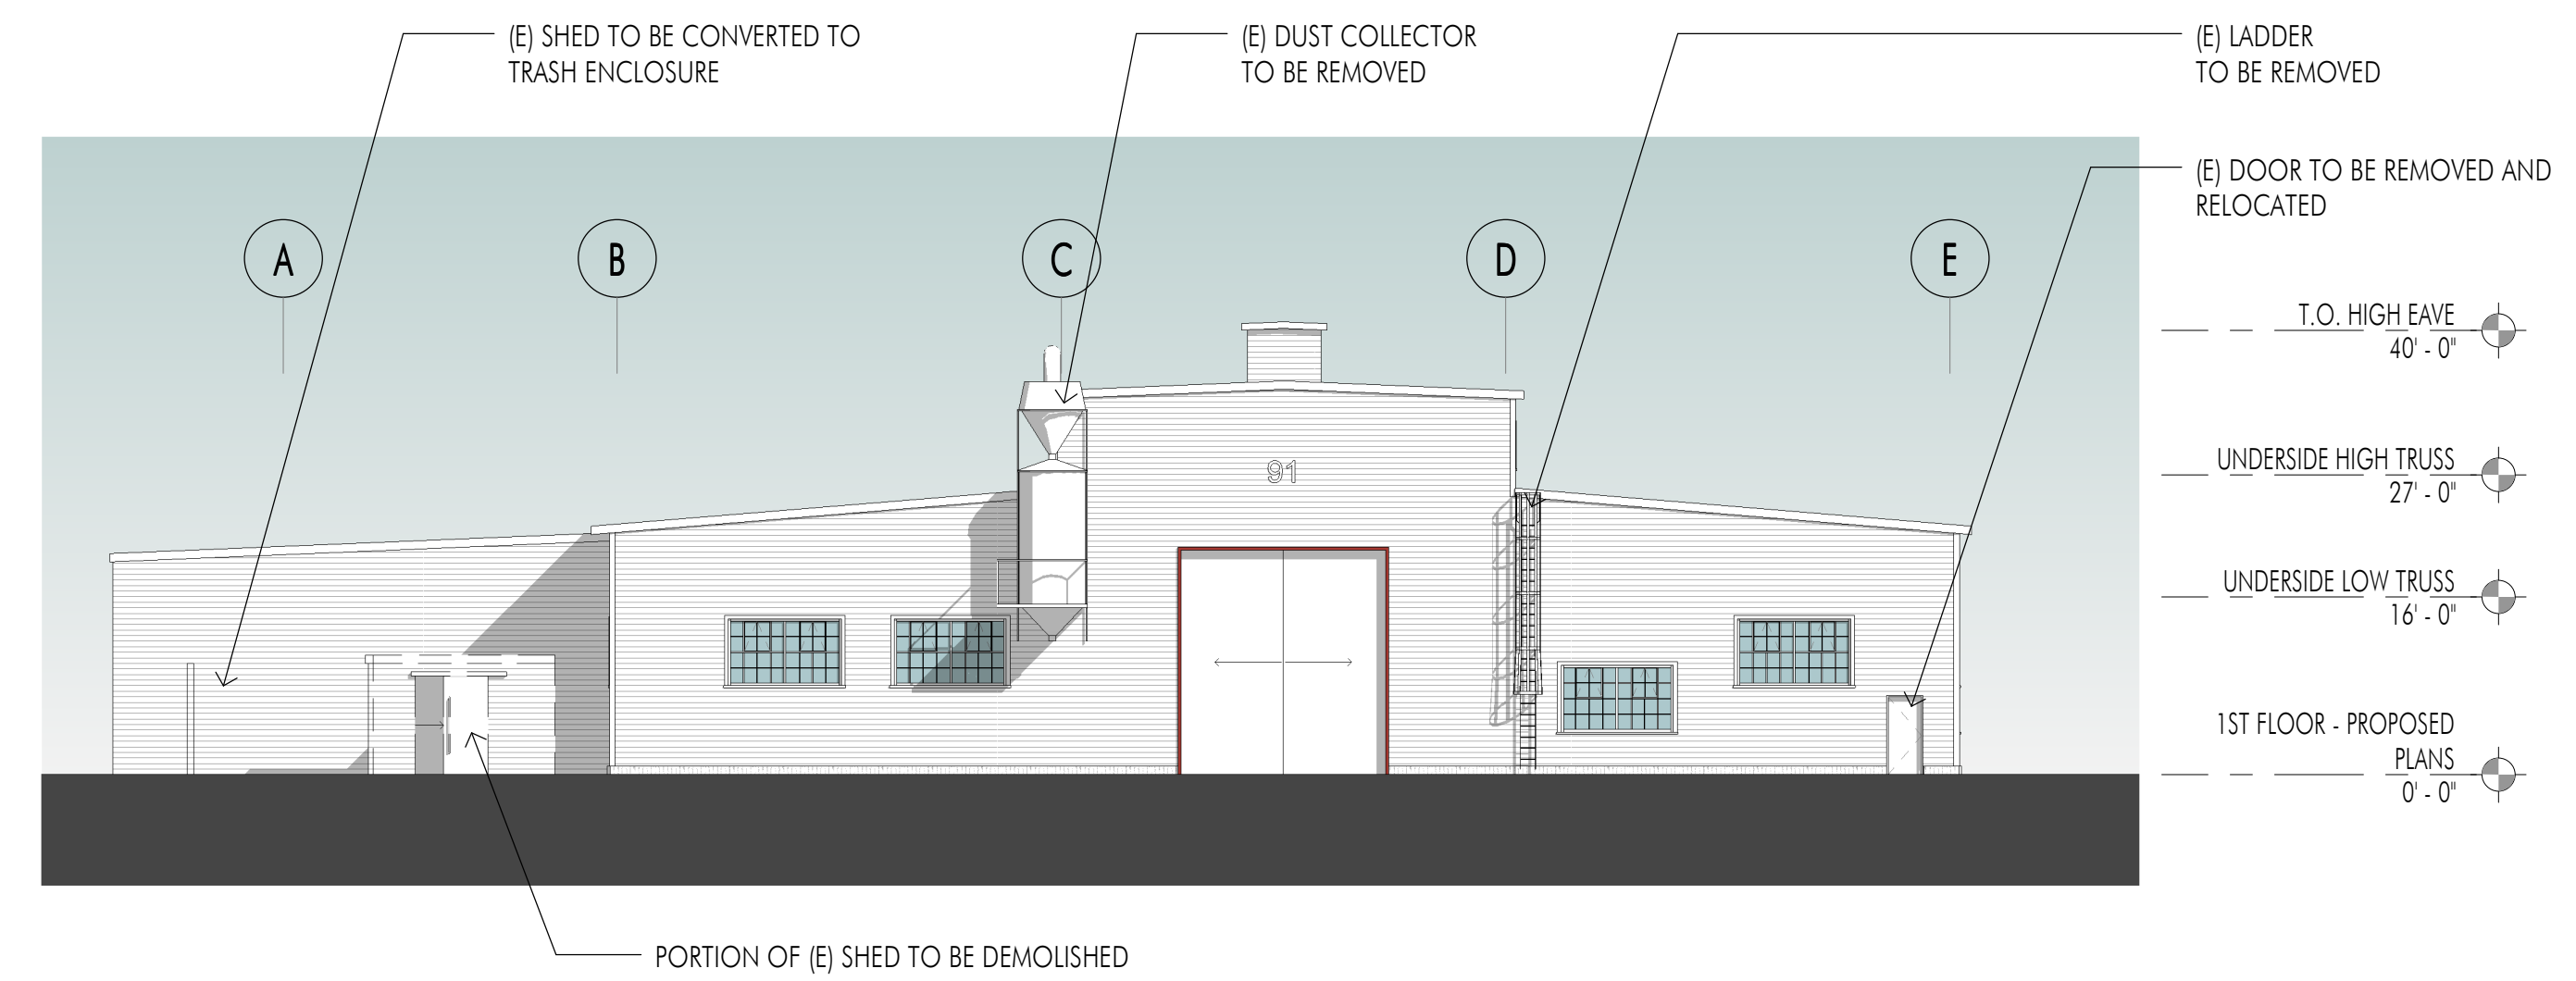 (E) SHED TO BE CONVERTED TO
TRASH ENCLOSURE
(E) DUST COLLECTOR
TO BE REMOVED
(E) LADDER
TO BE REMOVED
(E) DOOR TO BE REMOVED AND
RELOCATED
A
B
C
D
E
T.O. HIGH EAVE
40' - 0"
91
UNDERSIDE HIGH TRUSS
27' - 0"
UNDERSIDE LOW TRUSS
16' - 0"
1ST FLOOR - PROPOSED
PLANS
0' - 0"
PORTION OF (E) SHED TO BE DEMOLISHED